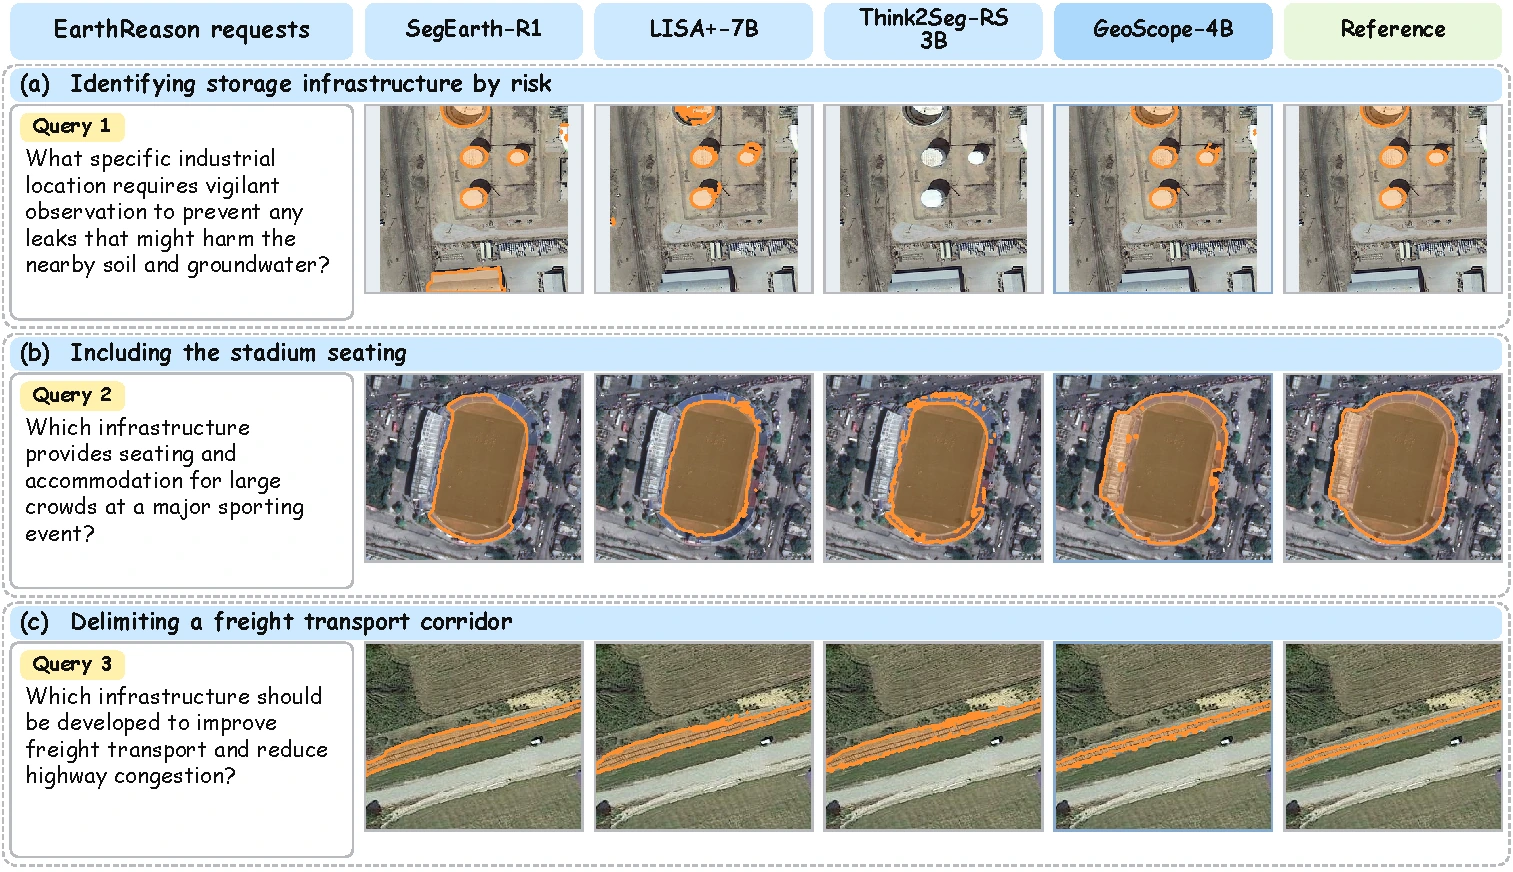 EarthReason requests
SegEarth-R1
LISA+-7B
Think2Seg-RS
3B
GeoScope-4B
Reference
(a) Identifying storage infrastructure by risk
Query 1
What specific industrial
location requires vigilant
observation to prevent any
leaks that might harm the
nearby soil and groundwater?
(b) Including the stadium seating
Query 2
Which infrastructure
provides seating and
accommodation for large
crowds at a major sporting
event?
(c) Delimiting a freight transport corridor
Query 3
Which infrastructure should
be developed to improve
freight transport and reduce
highway congestion?